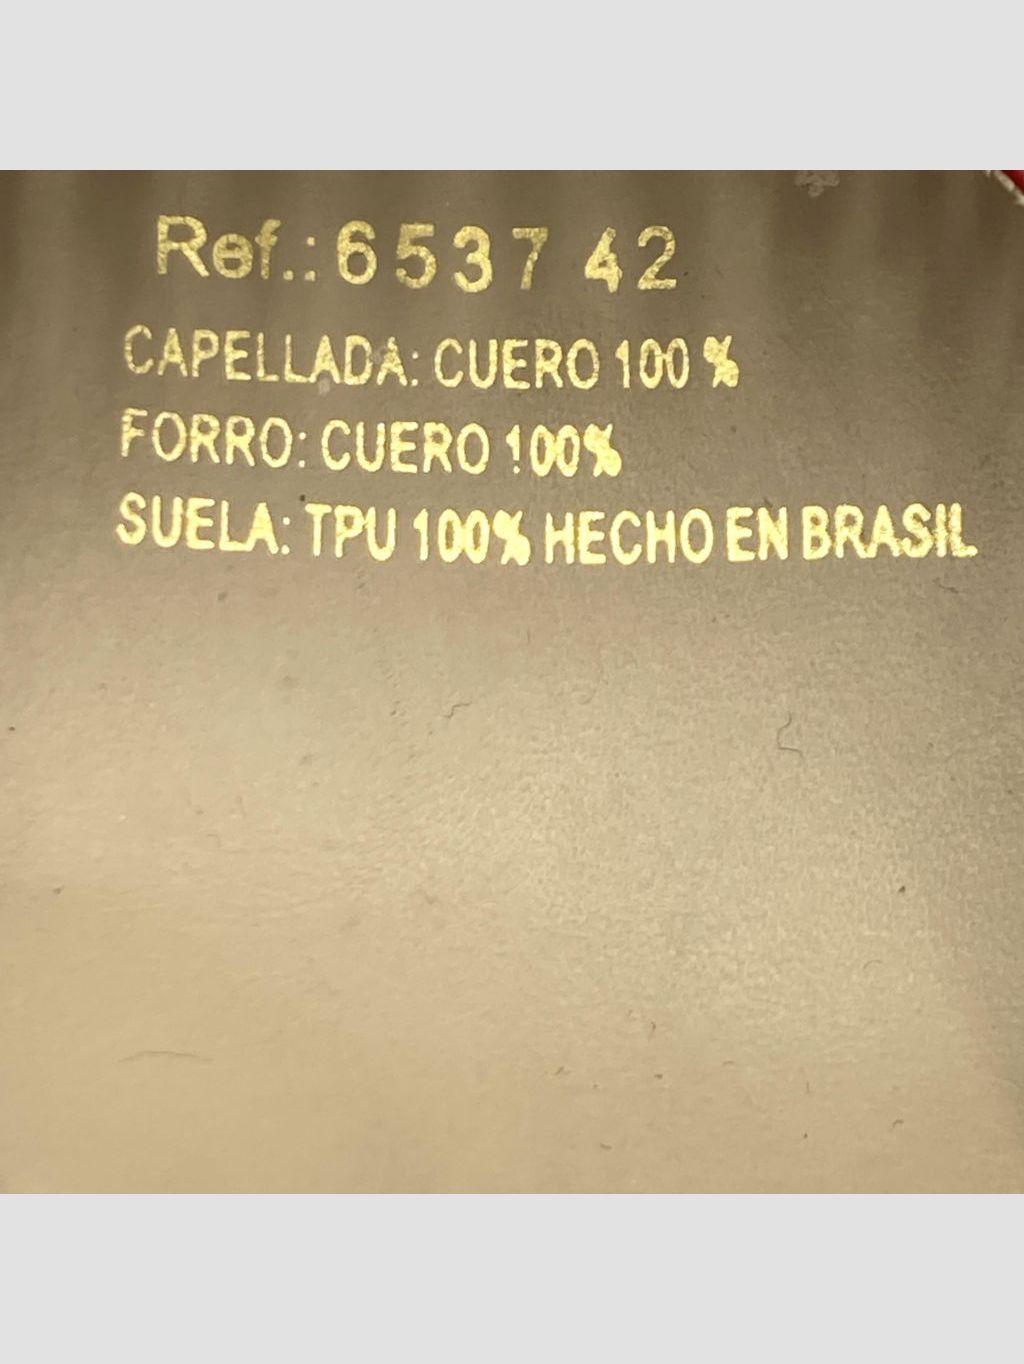 Ref.: 6537 42
CAPELLADA: CUERO 100 %
FORRO: CUERO 100%
SUELA: TPU 100% HECHO EN BRASIL